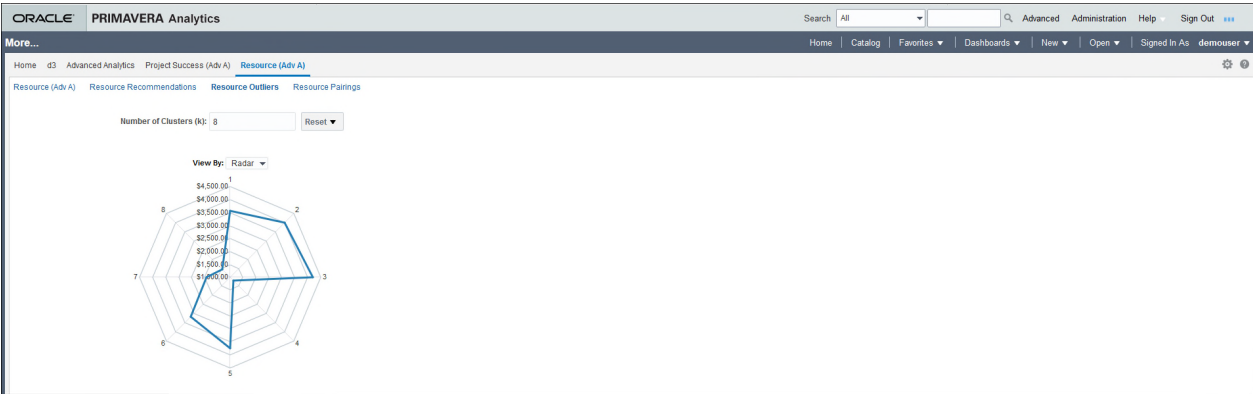 ORACLE PRIMAVERA Analytics Search All Advanced Administration Help Sign Out
More... Home Catalog Favorites Dashboards New Open Signed In As demouser
Home d3 Advanced Analytics Project Success (Adv A) Resource (Adv A)
Resource (Adv A) Resource Recommendations Resource Outliers Resource Pairings
Number of Clusters (k): 8 Reset
View By: Radar
1
$4,500.00
$4,000.00
8 $3,500.00 2
$3,000.00
$2,500.00
$2,000.00
$1,500.00
7 $1,000.00 3
6 4
5